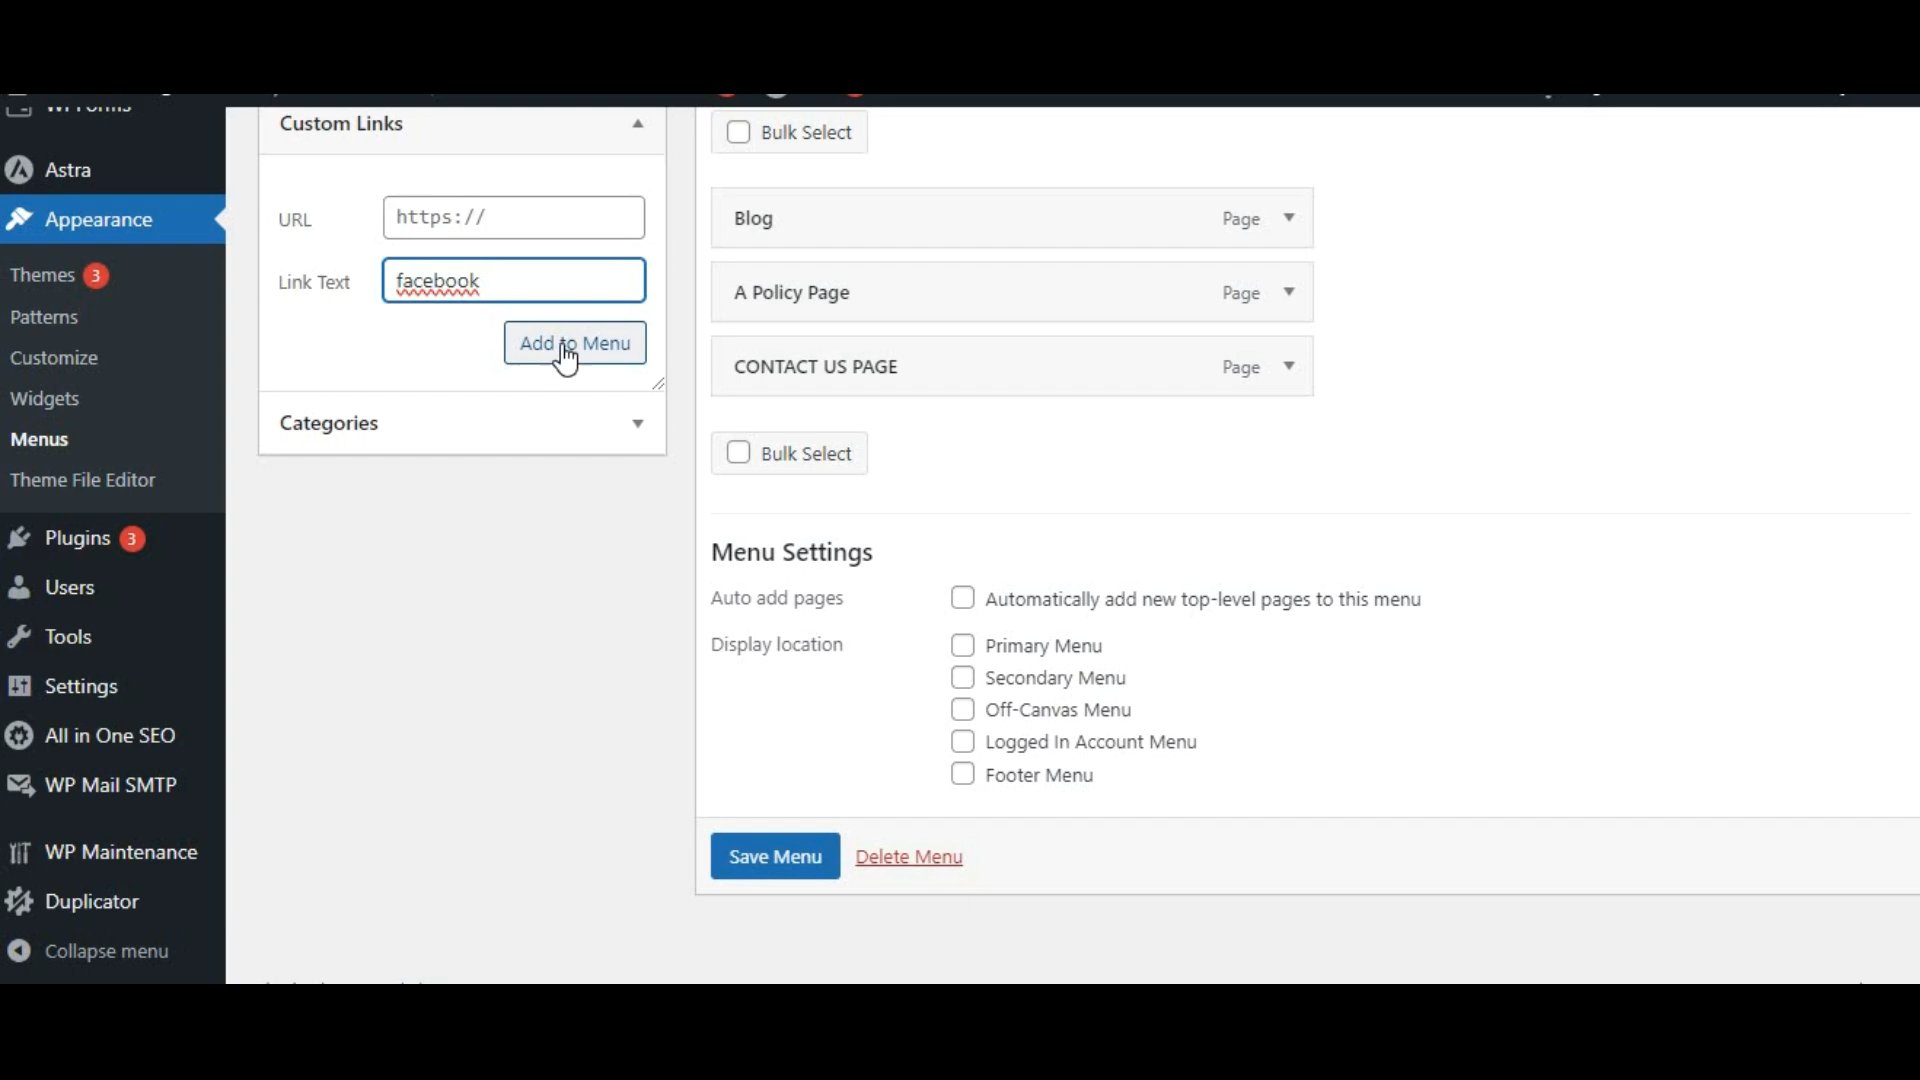 WPForms
Astra
Appearance
Themes 3
Patterns
Customize
Widgets
Menus
Theme File Editor
Plugins 3
Users
Tools
Settings
All in One SEO
WP Mail SMTP
WP Maintenance
Duplicator
Collapse menu
Custom Links
URL https://
Link Text facebook
Add to Menu
Categories
Bulk Select
Blog Page
A Policy Page Page
CONTACT US PAGE Page
Bulk Select
Menu Settings
Auto add pages Automatically add new top-level pages to this menu
Display location Primary Menu
Secondary Menu
Off-Canvas Menu
Logged In Account Menu
Footer Menu
Save Menu Delete Menu